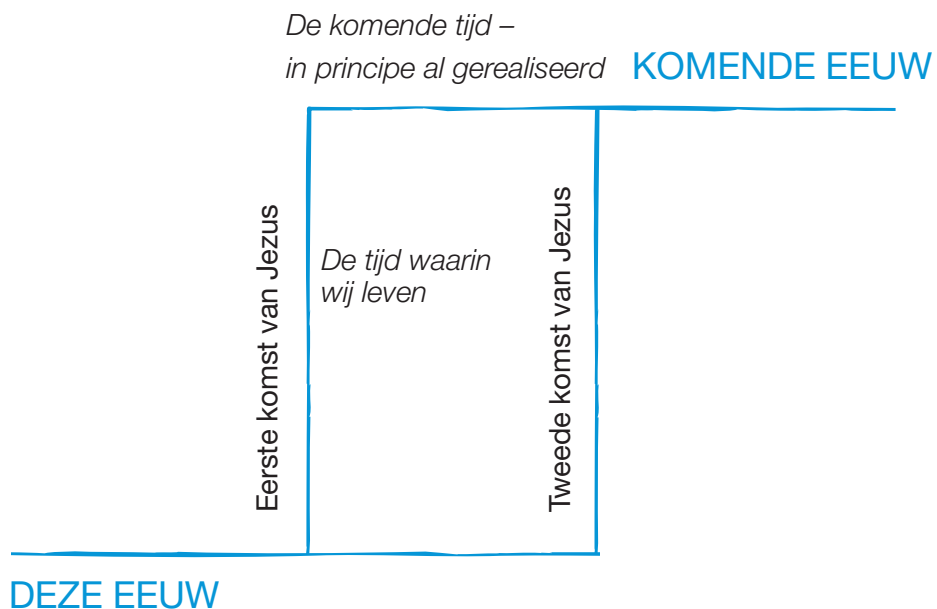 De komende tijd –
in principe al gerealiseerd KOMENDE EEUW
Eerste komst van Jezus
De tijd waarin
wij leven
Tweede komst van Jezus
DEZE EEUW